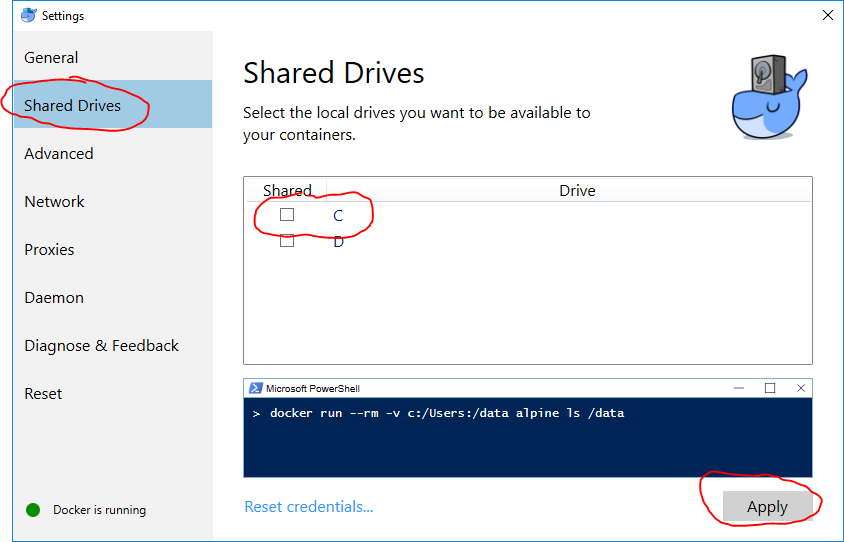 Settings
General
Shared Drives
Advanced
Network
Proxies
Daemon
Diagnose & Feedback
Reset
Docker is running
Shared Drives
Select the local drives you want to be available to
your containers.
Shared Drive
C
D
Microsoft PowerShell
> docker run --rm -v c:/Users:/data alpine ls /data
Reset credentials...
Apply